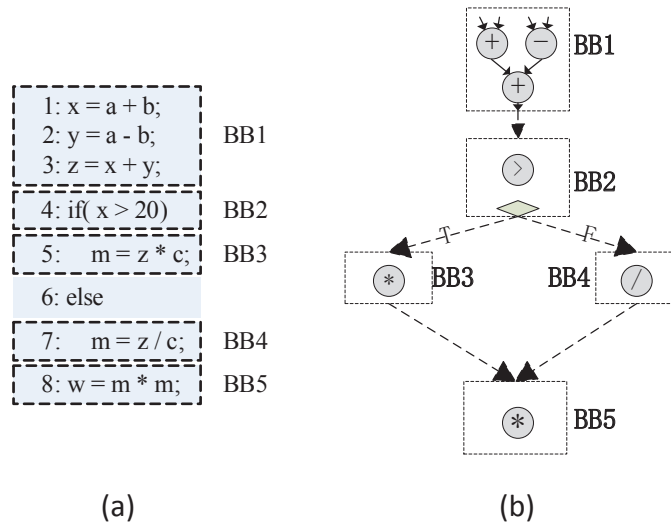 1: x = a + b;
2: y = a - b;
3: z = x + y;
BB1
4: if( x > 20)
BB2
5: m = z * c;
BB3
6: else
7: m = z / c;
BB4
8: w = m * m;
BB5
(a)
+
−
BB1
+
>
BB2
T
F
*
BB3
BB4
/
*
BB5
(b)